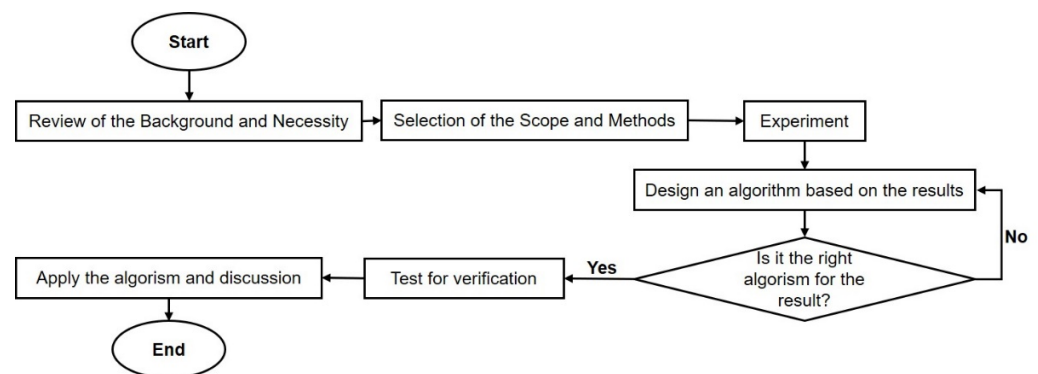 Start
Review of the Background and Necessity
Selection of the Scope and Methods
Experiment
Design an algorithm based on the results
Is it the right
algorism for the
result?
No
Yes
Test for verification
Apply the algorism and discussion
End